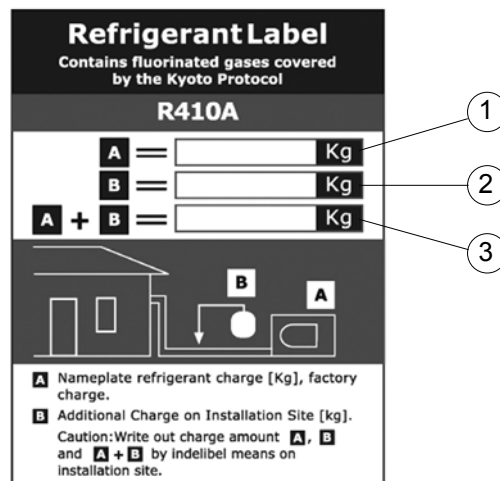 Refrigerant Label
Contains fluorinated gases covered
by the Kyoto Protocol
R410A
A = Kg
B = Kg
A + B = Kg
1
2
3
B
A
A Nameplate refrigerant charge [Kg], factory
charge.
B Additional Charge on Installation Site [kg].
Caution:Write out charge amount A, B
and A + B by indelibel means on
installation site.